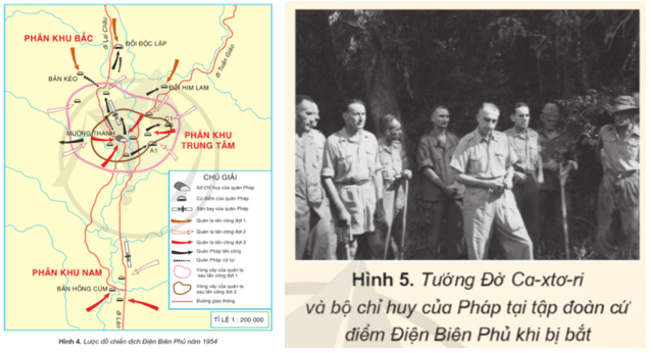 đi Lai Châu
PHÂN KHU BẮC
ĐỒI ĐỘC LẬP
đi Tuần Giáo
BẢN KÉO
ĐỒI HIM LAM
C1
MƯỜNG THANH
PHÂN KHU
TRUNG TÂM
A1
CHÚ GIẢI
Sở Chỉ huy của quân Pháp
Cứ điểm của quân Pháp
Sân bay của quân Pháp
Quân ta tấn công đợt 1
Quân ta tấn công đợt 2
Quân ta tấn công đợt 3
Quân Pháp tấn công
Quân Pháp rút lui
Vòng vây của quân ta
sau tấn công đợt 1
Vòng vây của quân ta
sau tấn công đợt 2
Đường giao thông
PHÂN KHU NAM
BẢN HỒNG CÚM
đi Lào
TỈ LỆ 1 : 200 000
Hình 4. Lược đồ chiến dịch Điện Biên Phủ năm 1954
Hình 5. Tướng Đờ Ca-xtơ-ri
và bộ chỉ huy của Pháp tại tập đoàn cứ
điểm Điện Biên Phủ khi bị bắt